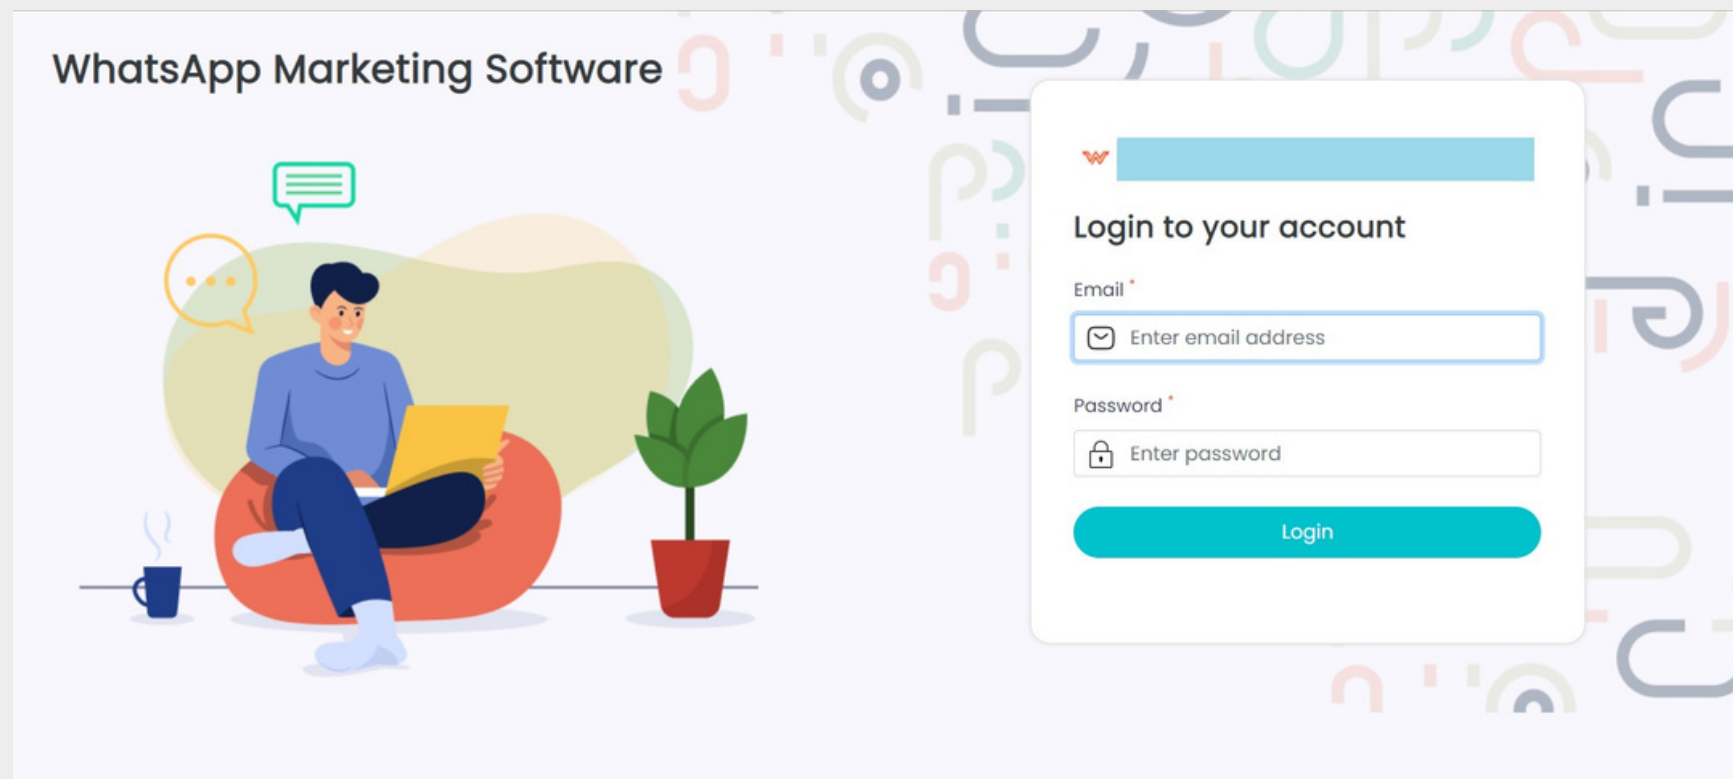 WhatsApp Marketing Software
Login to your account
Email *
Enter email address
Password *
Enter password
Login